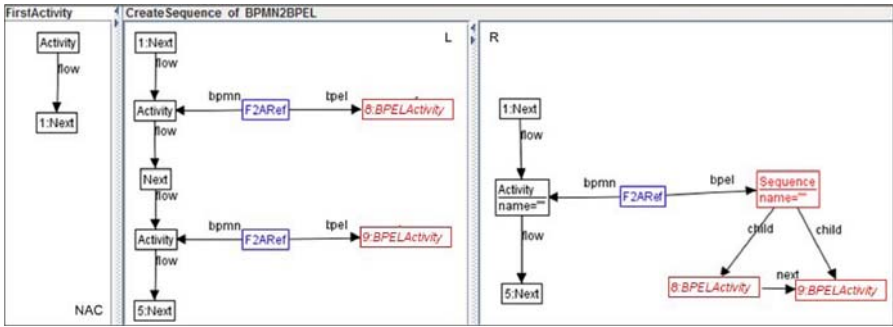 FirstActivity
Activity
flow
1:Next
NAC
CreateSequence of BPMN2BPEL
L
1:Next
flow
Activity
bpmn
F2ARef
bpel
8:BPELActivity
flow
Next
flow
Activity
bpmn
F2ARef
bpel
9:BPELActivity
flow
5:Next
R
1:Next
flow
Activity
name=""
bpmn
F2ARef
bpel
Sequence
name=""
flow
child
child
5:Next
8:BPELActivity
next
9:BPELActivity